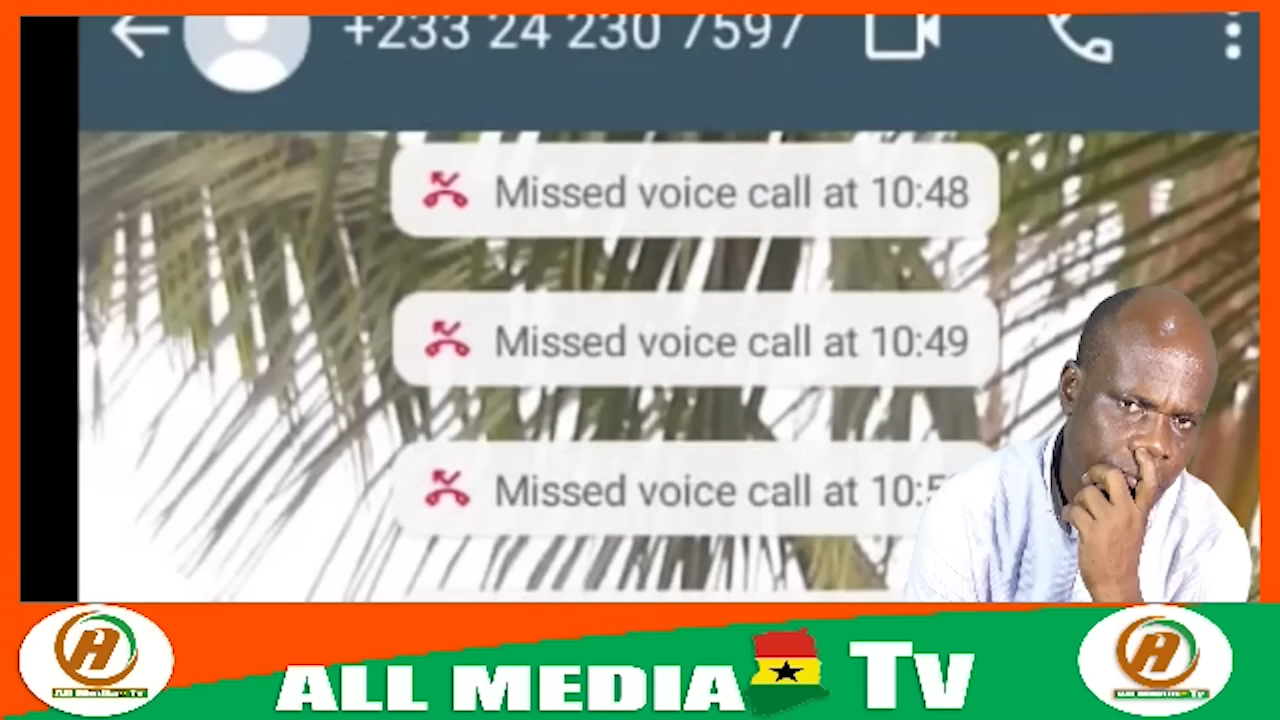 +233 24 230 7597
Missed voice call at 10:48
Missed voice call at 10:49
Missed voice call at
ALL MEDIA TV